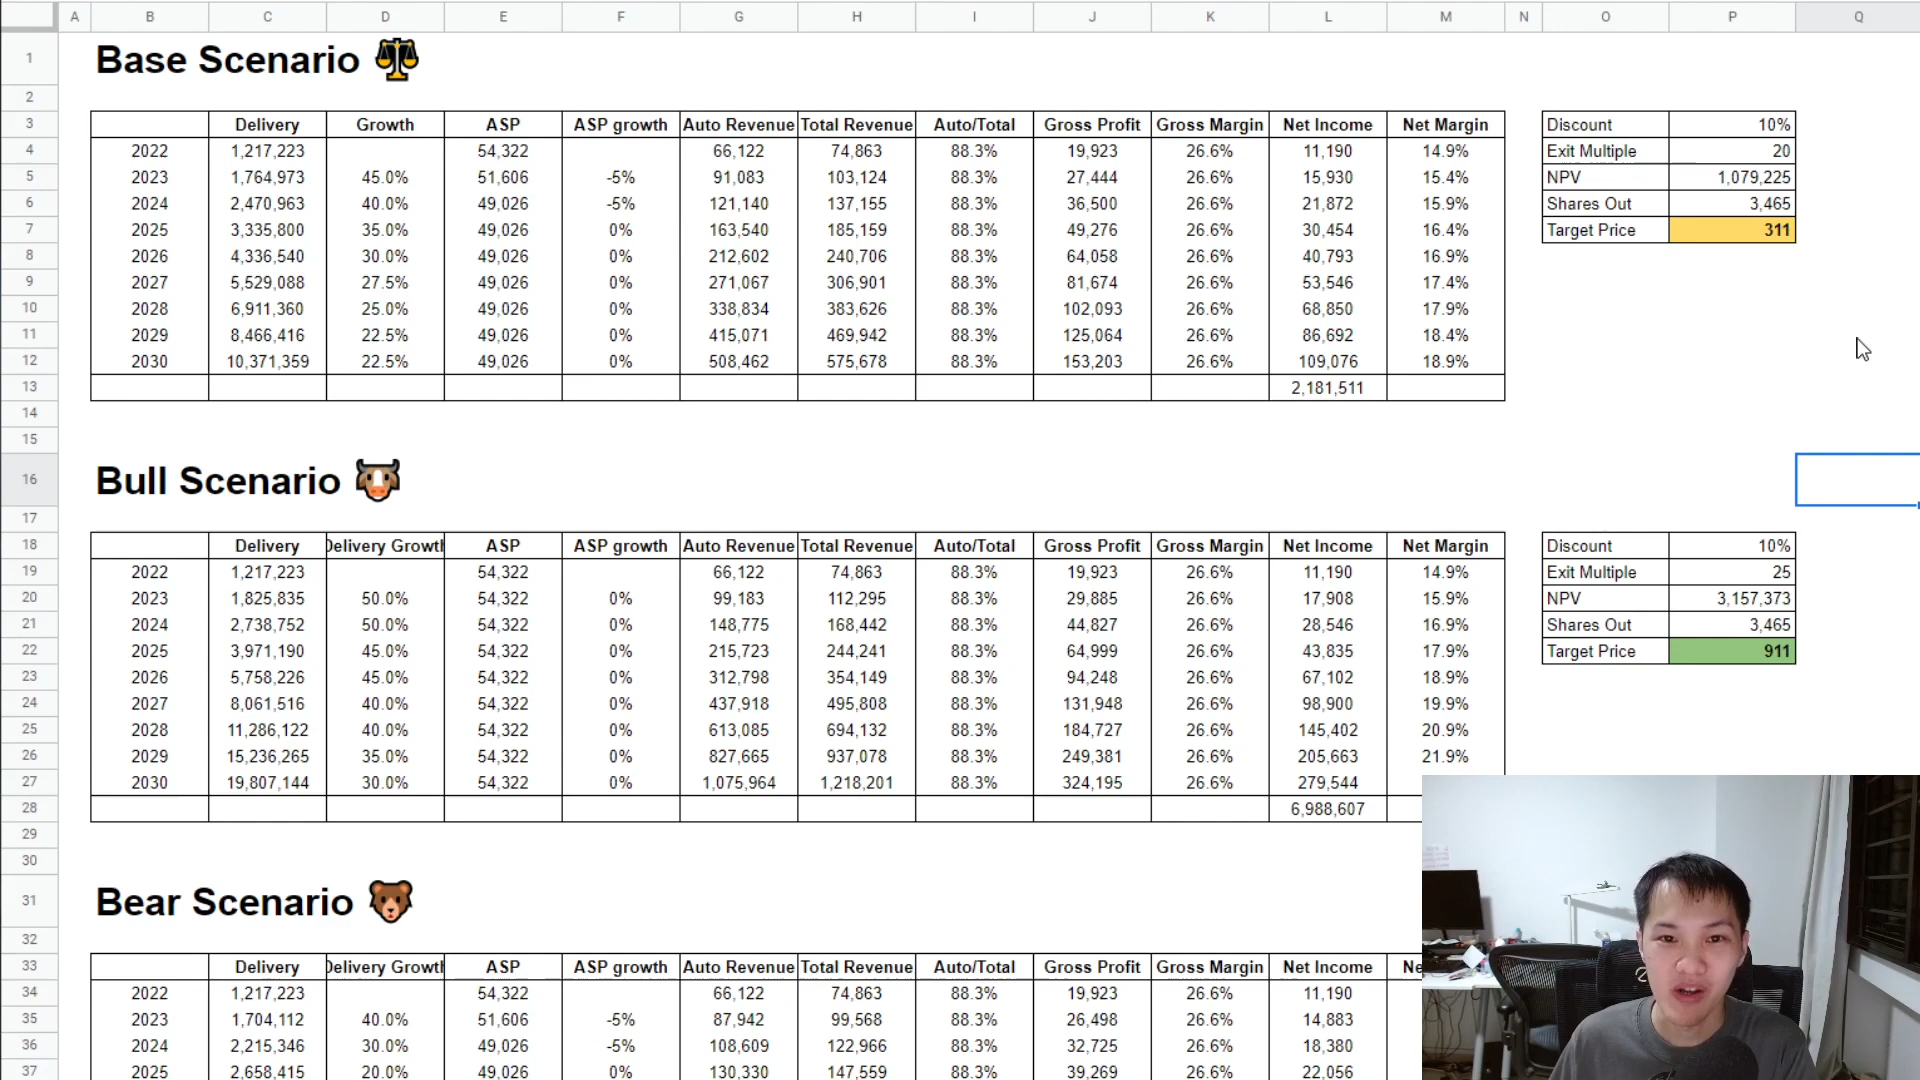 A B C D E F G H I J K L M N O P Q
1 Base Scenario
2
3 Delivery Growth ASP ASP growth Auto Revenue Total Revenue Auto/Total Gross Profit Gross Margin Net Income Net Margin Discount 10%
4 2022 1,217,223 54,322 66,122 74,863 88.3% 19,923 26.6% 11,190 14.9% Exit Multiple 20
5 2023 1,764,973 45.0% 51,606 -5% 91,083 103,124 88.3% 27,444 26.6% 15,930 15.4% NPV 1,079,225
6 2024 2,470,963 40.0% 49,026 -5% 121,140 137,155 88.3% 36,500 26.6% 21,872 15.9% Shares Out 3,465
7 2025 3,335,800 35.0% 49,026 0% 163,540 185,159 88.3% 49,276 26.6% 30,454 16.4% Target Price 311
8 2026 4,336,540 30.0% 49,026 0% 212,602 240,706 88.3% 64,058 26.6% 40,793 16.9%
9 2027 5,529,088 27.5% 49,026 0% 271,067 306,901 88.3% 81,674 26.6% 53,546 17.4%
10 2028 6,911,360 25.0% 49,026 0% 338,834 383,626 88.3% 102,093 26.6% 68,850 17.9%
11 2029 8,466,416 22.5% 49,026 0% 415,071 469,942 88.3% 125,064 26.6% 86,692 18.4%
12 2030 10,371,359 22.5% 49,026 0% 508,462 575,678 88.3% 153,203 26.6% 109,076 18.9%
13 2,181,511
14
15
16 Bull Scenario
17
18 Delivery Delivery Growth ASP ASP growth Auto Revenue Total Revenue Auto/Total Gross Profit Gross Margin Net Income Net Margin Discount 10%
19 2022 1,217,223 54,322 66,122 74,863 88.3% 19,923 26.6% 11,190 14.9% Exit Multiple 25
20 2023 1,825,835 50.0% 54,322 0% 99,183 112,295 88.3% 29,885 26.6% 17,908 15.9% NPV 3,157,373
21 2024 2,738,752 50.0% 54,322 0% 148,775 168,442 88.3% 44,827 26.6% 28,546 16.9% Shares Out 3,465
22 2025 3,971,190 45.0% 54,322 0% 215,723 244,241 88.3% 64,999 26.6% 43,835 17.9% Target Price 911
23 2026 5,758,226 45.0% 54,322 0% 312,798 354,149 88.3% 94,248 26.6% 67,102 18.9%
24 2027 8,061,516 40.0% 54,322 0% 437,918 495,808 88.3% 131,948 26.6% 98,900 19.9%
25 2028 11,286,122 40.0% 54,322 0% 613,085 694,132 88.3% 184,727 26.6% 145,402 20.9%
26 2029 15,236,265 35.0% 54,322 0% 827,665 937,078 88.3% 249,381 26.6% 205,663 21.9%
27 2030 19,807,144 30.0% 54,322 0% 1,075,964 1,218,201 88.3% 324,195 26.6% 279,544
28 6,988,607
29
30
31 Bear Scenario
32
33 Delivery Delivery Growth ASP ASP growth Auto Revenue Total Revenue Auto/Total Gross Profit Gross Margin Net Income Ne
34 2022 1,217,223 54,322 66,122 74,863 88.3% 19,923 26.6% 11,190
35 2023 1,704,112 40.0% 51,606 -5% 87,942 99,568 88.3% 26,498 26.6% 14,883
36 2024 2,215,346 30.0% 49,026 -5% 108,609 122,966 88.3% 32,725 26.6% 18,380
37 2025 2,658,415 20.0% 49,026 0% 130,330 147,559 88.3% 39,269 26.6% 22,056